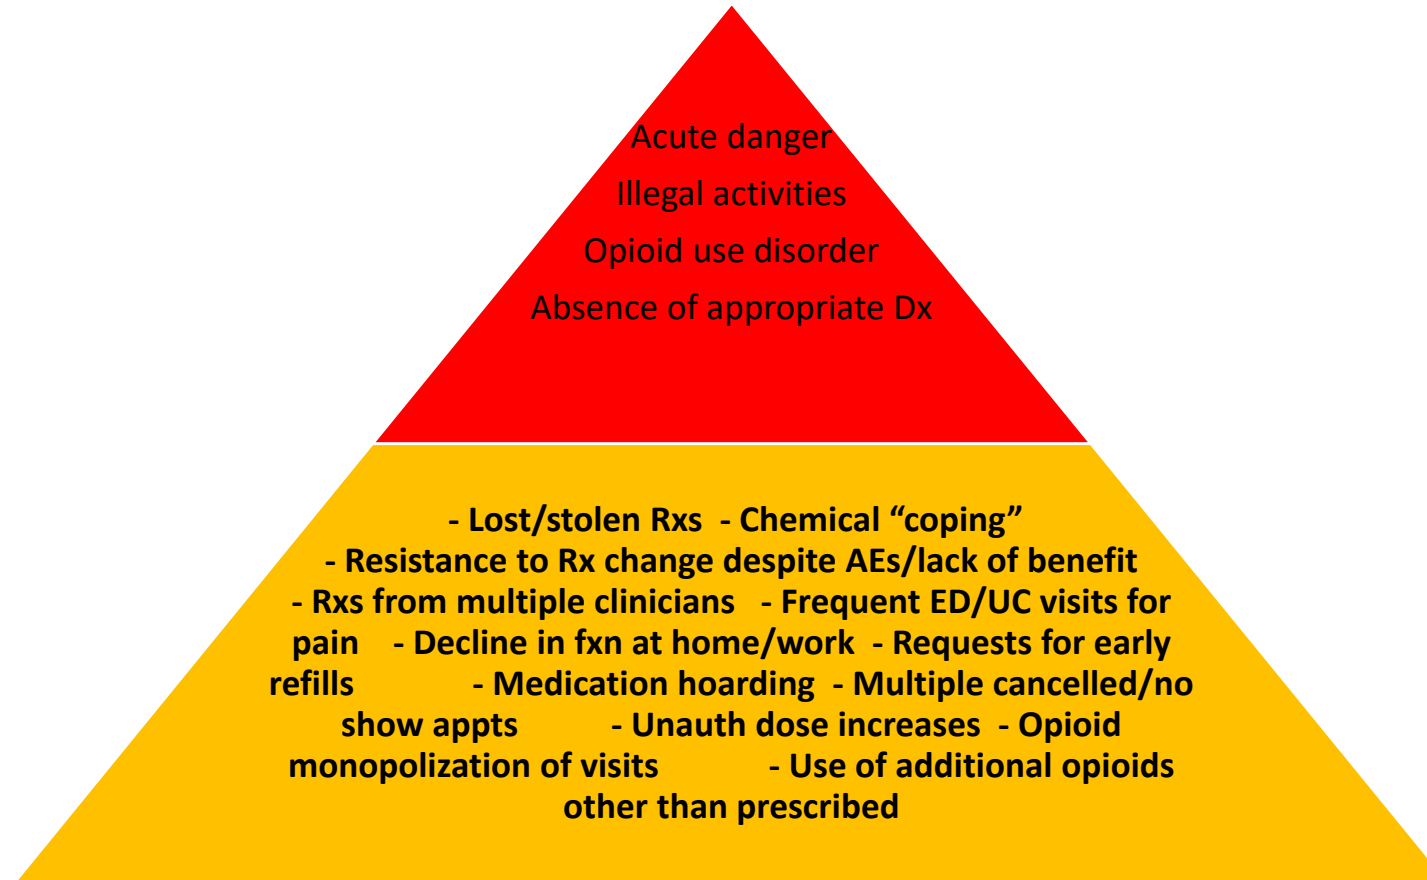 Acute danger
Illegal activities
Opioid use disorder
Absence of appropriate Dx
- Lost/stolen Rxs - Chemical “coping”
- Resistance to Rx change despite AEs/lack of benefit
- Rxs from multiple clinicians - Frequent ED/UC visits for
pain - Decline in fxn at home/work - Requests for early
refills - Medication hoarding - Multiple cancelled/no
show appts - Unauth dose increases - Opioid
monopolization of visits - Use of additional opioids
other than prescribed